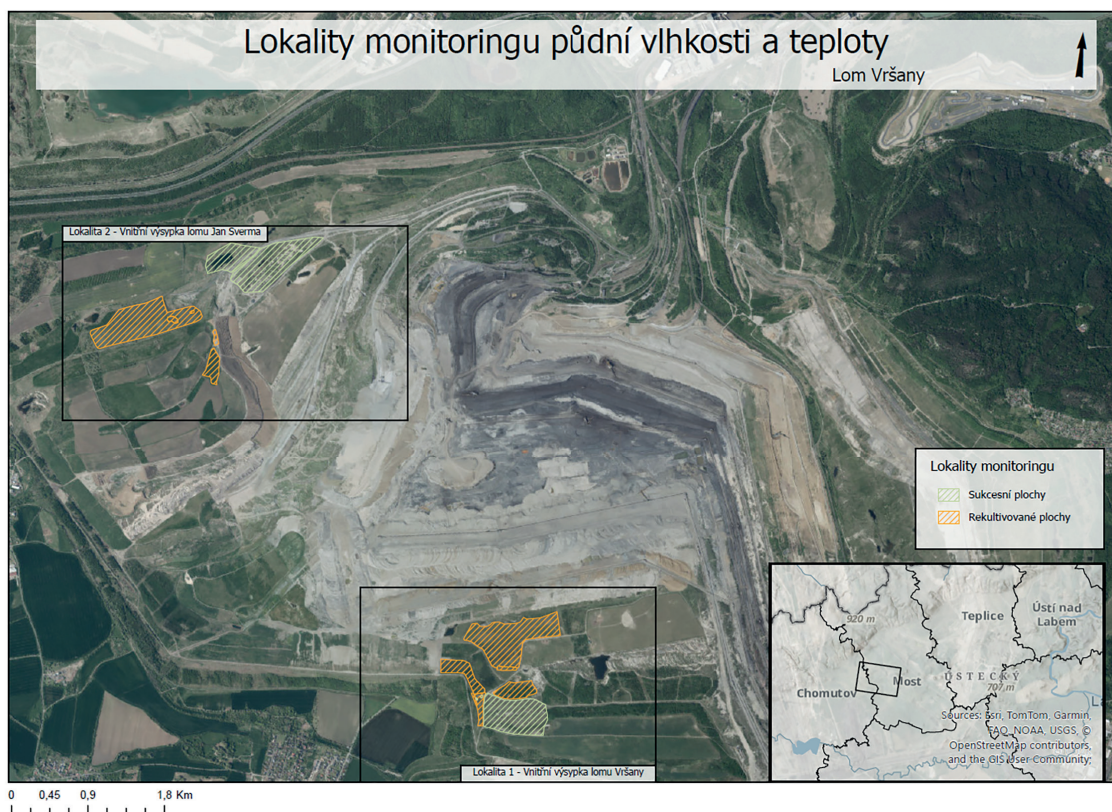 Lokality monitoringu půdní vlhkosti a teploty
Lom Vršany
Lokalita 2 - Vnitřní výsypka lomu Jan Šverma
Lokality monitoringu
Sukcesní plochy
Rekultivované plochy
920 m
Teplice
Ústí nad
Labem
Most
ÚSTECKÝ
707 m
Chomutov
La
Sources: Esri, TomTom, Garmin,
FAO, NOAA, USGS, ©
OpenStreetMap contributors,
and the GIS User Community;
Lokalita 1 - Vnitřní výsypka lomu Vršany
0 0,45 0,9 1,8 Km